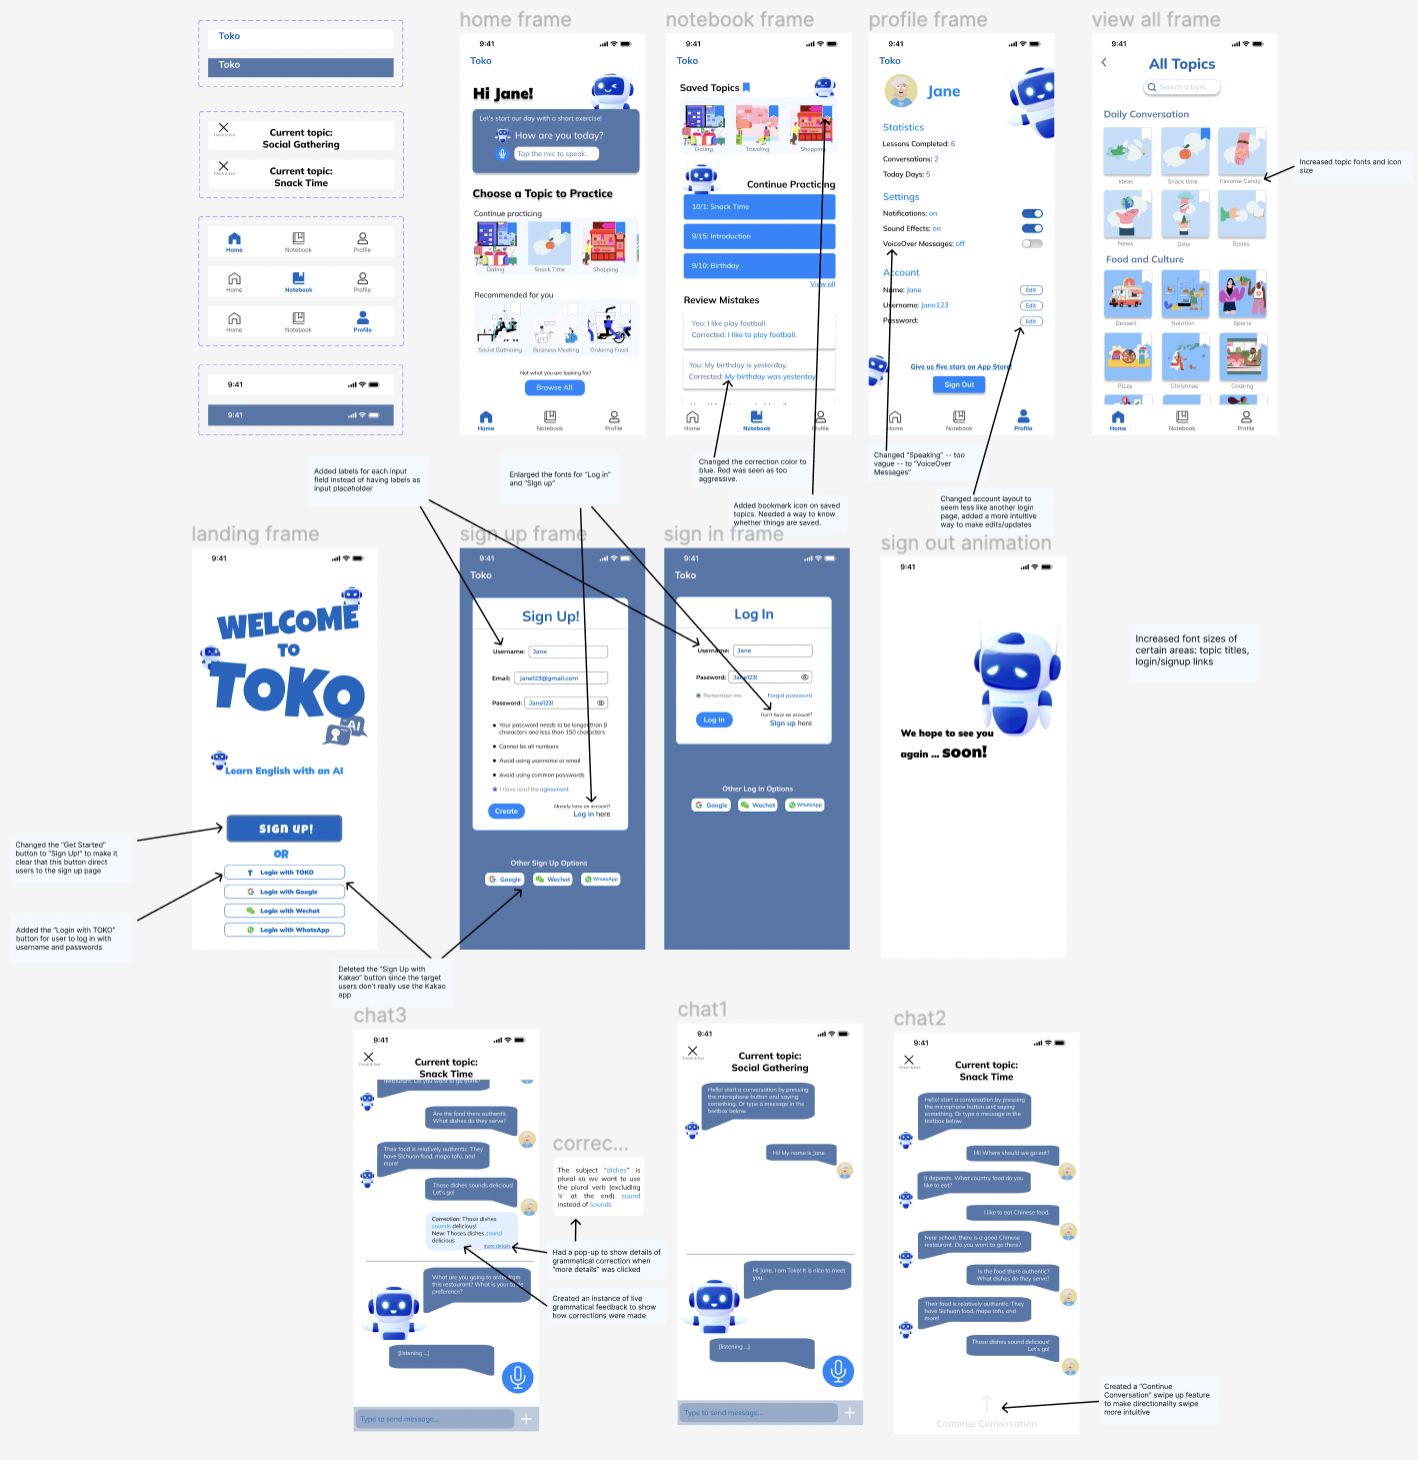 Toko
Toko
Finish & Exit
Current topic:
Social Gathering
Finish & Exit
Current topic:
Snack Time
Home
Notebook
Profile
Home
Notebook
Profile
Home
Notebook
Profile
9:41
9:41
home frame
9:41
Toko
Hi Jane!
Let's start our day with a short exercise!
How are you today?
Tap the mic to speak..
Choose a Topic to Practice
Continue practicing
Dating
Snack Time
Shopping
Recommended for you
Social Gathering
Business Meeting
Ordering Food
Not what you are looking for?
Browse All
Home
Notebook
Profile
notebook frame
9:41
Toko
Saved Topics
Dating
Traveling
Shopping
Continue Practicing
10/1: Snack Time
9/15: Introduction
9/10: Birthday
View all
Review Mistakes
You: I like play football.
Corrected: I like to play football.
You: My birthday is yesterday.
Corrected: My birthday was yesterday
Home
Notebook
Profile
profile frame
9:41
Toko
Jane
Statistics
Lessons Completed: 6
Conversations: 2
Today Days: 5
Settings
Notifications: on
Sound Effects: on
VoiceOver Messages: off
Account
Name: Jane
Edit
Username: Jane123
Edit
Password:
Edit
Give us five stars on App Store!
Sign Out
Home
Notebook
Profile
view all frame
9:41
All Topics
Search a topic
Daily Conversation
Ideas
Snack time
Favorite Candy
News
Gifts
Books
Food and Culture
Dessert
Nutrition
Sports
Pizza
Christmas
Cooking
Home
Notebook
Profile
Increased topic fonts and icon
size
Added labels for each input
field instead of having labels as
input placeholder
Enlarged the fonts for "Log in"
and "Sign up"
Changed the correction color to
blue. Red was seen as too
aggressive.
Added bookmark icon on saved
topics. Needed a way to know
whether things are saved.
Changed "Speaking" -- too
vague -- to "VoiceOver
Messages"
Changed account layout to
seem less like another login
page, added a more intuitive
way to make edits/updates
landing frame
9:41
WELCOME
TO
TOKO
AI
Learn English with an AI
SIGN UP!
OR
Login with TOKO
Login with Google
Login with Wechat
Login with WhatsApp
Changed the "Get Started"
button to "Sign Up!" to make it
clear that this button direct
users to the sign up page
Added the "Login with TOKO"
button for user to log in with
username and passwords
Deleted the "Sign Up with
Kakao" button since the target
users don't really use the Kakao
app
sign up frame
9:41
Toko
Sign Up!
Username:
Jane
Email:
jane123@gmail.com
Password:
Jane123!
Your password needs to be longer than 8
characters and less than 150 characters
Cannot be all numbers
Avoid using username or email
Avoid using common passwords
I have read the agreement
Create
Already have an account?
Log in here
Other Sign Up Options
Google
Wechat
WhatsApp
sign in frame
9:41
Toko
Log In
Username:
Jane
Password:
Jane123!
Remember me
Forgot password
Log In
Don't have an account?
Sign up here
Other Log In Options
Google
Wechat
WhatsApp
sign out animation
9:41
We hope to see you
again ... soon!
Increased font sizes of
certain areas: topic titles,
login/signup links
chat3
9:41
Finish & Exit
Current topic:
Snack Time
restaurant. Do you want to go there?
Are the food there authentic
What dishes do they serve?
Their food is relatively authentic. They
have Sichuan food, mapo tofu, and
more!
Those dishes sounds delicious!
Let's go!
Correction: Those dishes
sounds delicious!
New: Thoses dishes sound
delicious
more details
What are you going to order from
this restaurant? What is your taste
preference?
[listening ...]
Type to send message...
correc...
The subject "dishes" is
plural so we want to use
the plural verb (excluding
's' at the end) sound
instead of sounds
Had a pop-up to show details of
grammatical correction when
"more details" was clicked
Created an instance of live
grammatical feedback to show
how corrections were made
chat1
9:41
Finish & Exit
Current topic:
Social Gathering
Hello! start a conversation by pressing
the microphone button and saying
something. Or type a message in the
textbox below.
Hi! My name is Jane.
Hi Jane, I am Toko! It is nice to meet
you.
[listening ...]
Type to send message...
chat2
9:41
Finish & Exit
Current topic:
Snack Time
Hello! start a conversation by pressing
the microphone button and saying
something. Or type a message in the
textbox below.
Hi! Where should we go eat?
It depends. What country food do you
like to eat?
I like to eat Chinese food.
Near school, there is a good Chinese
restaurant. Do you want to go there?
Is the food there authentic?
What dishes do they serve?
Their food is relatively authentic. They
have Sichuan food, mapo tofu, and
more!
Those dishes sound delicious!
Let's go!
Continue Conversation
Created a "Continue
Conversation" swipe up feature
to make directionality swipe
more intuitive